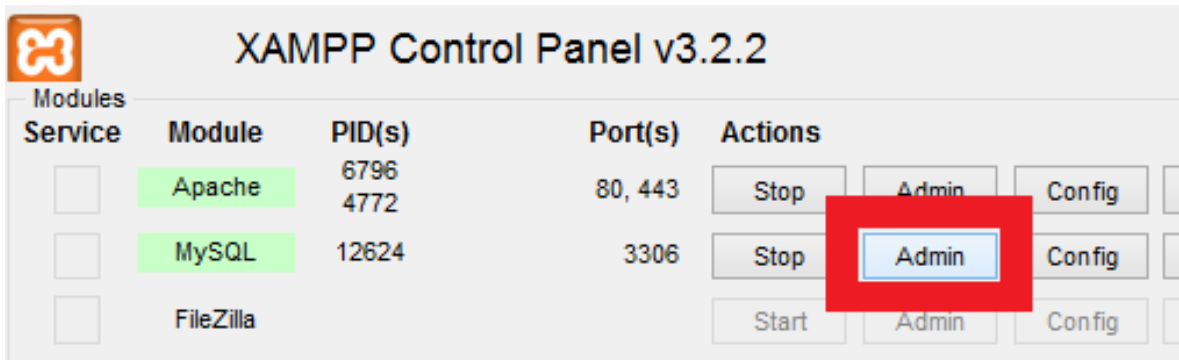 XAMPP Control Panel v3.2.2
Modules
Service Module PID(s) Port(s) Actions
Apache 6796 4772 80, 443 Stop Admin Config
MySQL 12624 3306 Stop Admin Config
FileZilla Start Admin Config